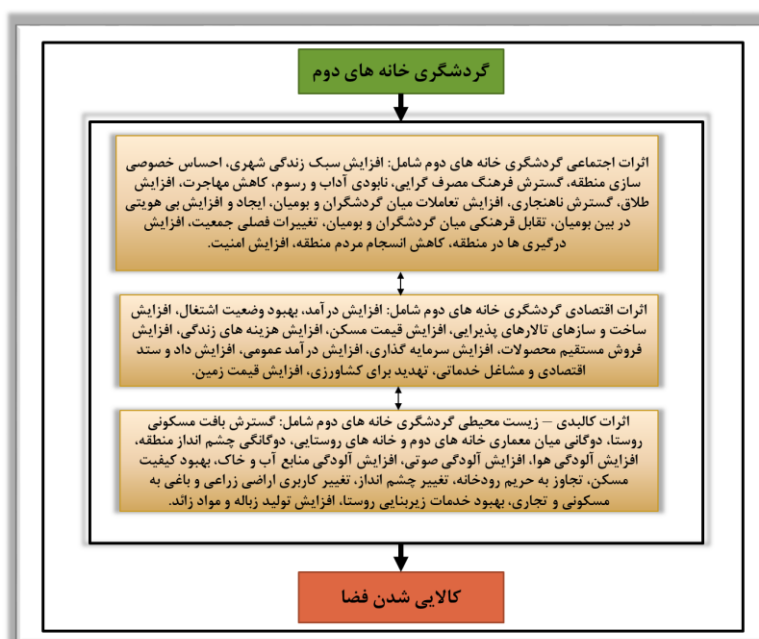 گردشگری خانه های دوم
اثرات اجتماعی گردشگری خانه های دوم شامل: افزایش سبک زندگی شهری، احساس خصوصی
سازی منطقه، گسترش فرهنگ مصرف گرایی، نابودی آداب و رسوم، کاهش مهاجرت، افزایش
طلاق، گسترش ناهنجاری، افزایش تعاملات میان گردشگران و بومیان، ایجاد و افزایش بی هویتی
در بین بومیان، تقابل فرهنکی میان گردشگران و بومیان، تغییرات فصلی جمعیت، افزایش
درگیری ها در منطقه، کاهش انسجام مردم منطقه، افزایش امنیت.
اثرات اقتصادی گردشگری خانه های دوم شامل: افزایش درآمد، بهبود وضعیت اشتغال، افزایش
ساخت و سازهای تالارهای پذیرایی، افزایش قیمت مسکن، افزایش هزینه های زندگی، افزایش
فروش مستقیم محصولات، افزایش سرمایه گذاری، افزایش درآمد عمومی، افزایش داد و ستد
اقتصادی و مشاغل خدماتی، تهدید برای کشاورزی، افزایش قیمت زمین.
اثرات کالبدی – زیست محیطی گردشگری خانه های دوم شامل: گسترش بافت مسکونی
روستا، دوگانی میان معماری خانه های دوم و خانه های روستایی، دوگانگی چشم انداز منطقه،
افزایش آلودگی هوا، افزایش آلودگی صوتی، افزایش آلودگی منابع آب و خاک، بهبود کیفیت
مسکن، تجاوز به حریم رودخانه، تغییر چشم انداز، تغییر کاربری اراضی زراعی و باغی به
مسکونی و تجاری، بهبود خدمات زیربنایی روستا، افزایش تولید زباله و مواد زائد.
کالایی شدن فضا